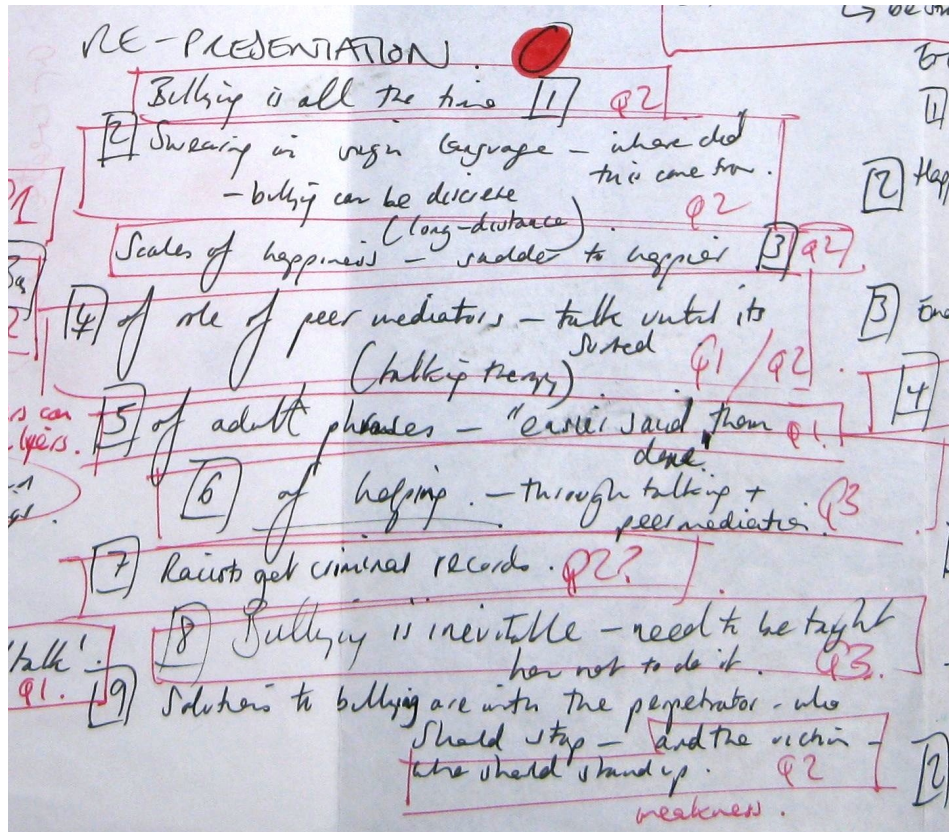 RE-PRESENTATION.
Bullying is all the time [1] Q2
[2] Swearing in virgin language – where did
this come from.
– bullying can be discrete
(long-distance) Q2
Scales of happiness – sadder to happier [3] Q2
[4] of role of peer mediators – talk until its
sorted
(talking therapy) Q1/Q2
[5] of adult phrases – "easier said them
done". Q1.
[6] of helping. – through talking +
peer mediation Q3
[7] Racists get criminal records. Q2?
[8] Bullying is inevitable – need to be taught
how not to do it. Q3.
[9] Solutions to bullying are with the perpetrator – who
should stop – and the victim –
who should stand up. Q2
weakness.
talk'.
Q1.
[1]
[2] Hap
[3]
[4]
[2]